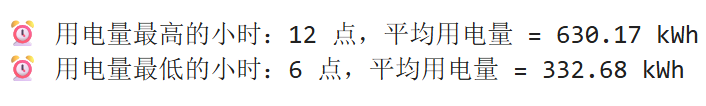 ⏰ 用电量最高的小时：12 点，平均用电量 = 630.17 kWh
⏰ 用电量最低的小时：6 点，平均用电量 = 332.68 kWh